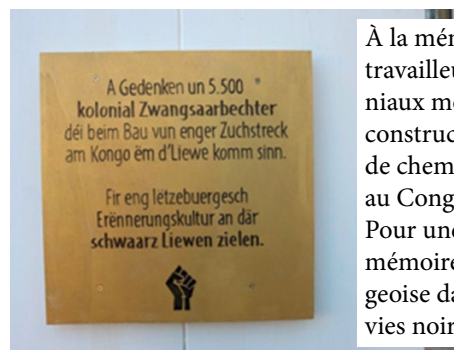 A Gedenken un 5.500 *
kolonial Zwangsaarbechter
déi beim Bau vun enger Zuchstreck
am Kongo ëm d'Liewe komm sinn.
Fir eng lëtzebuergesch
Erënnerungskultur an där
schwaarz Liewen zielen.
À la mé
travailleu
niaux m
construc
de chem
au Cong
Pour une
mémoire
geoise da
vies noir